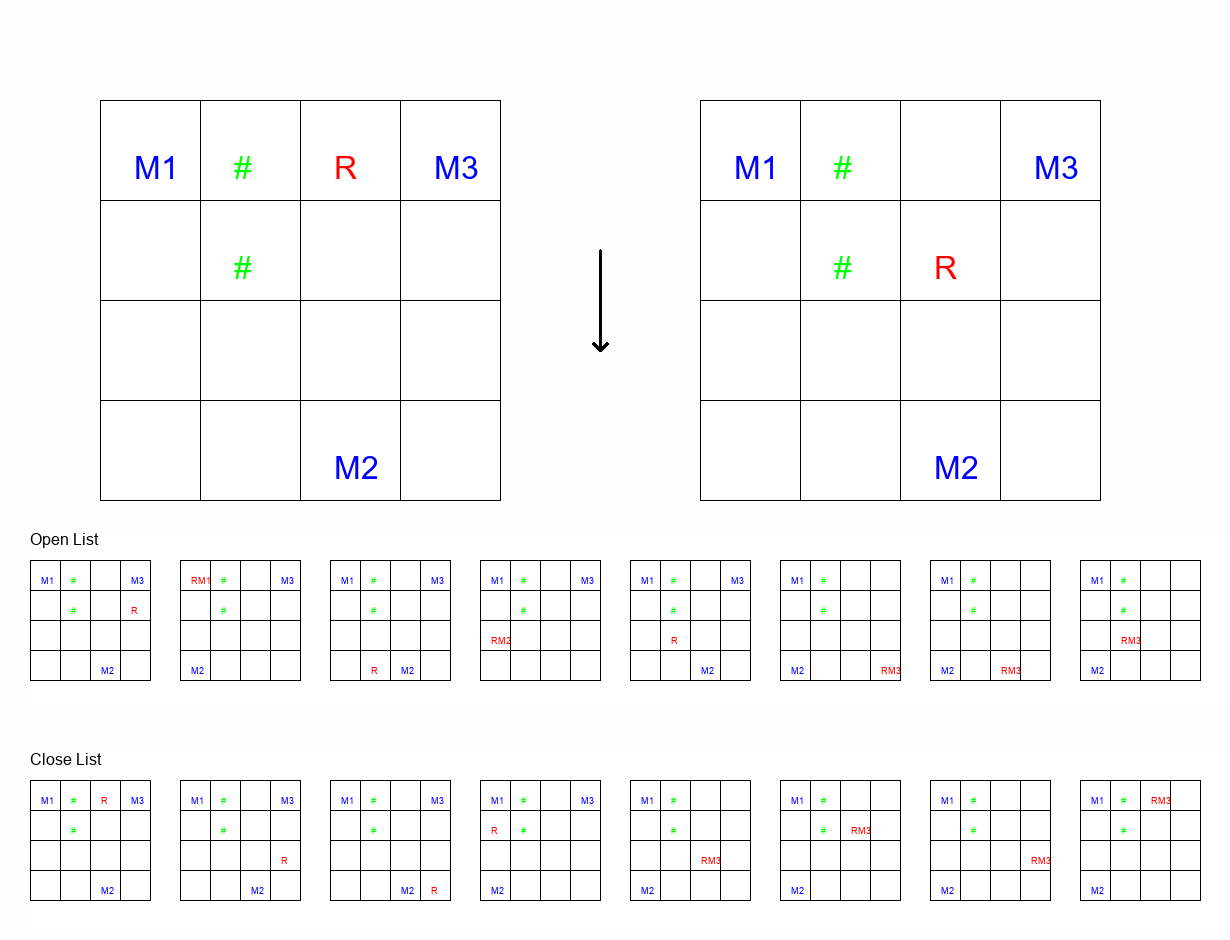 M1 # R M3 M1 # M3
# # R
M2 M2
Open List
M1 # M3 RM1 # M3 M1 # M3 M1 # M3 M1 # M3 M1 # M1 # M1 #
# R # # # # # # #
RM2 R RM3
M2 M2 R M2 M2 M2 RM3 M2 RM3 M2
Close List
M1 # R M3 M1 # M3 M1 # M3 M1 # M3 M1 # M1 # M1 # M1 # RM3
# # # R # # # RM3 # #
R RM3 RM3
M2 M2 M2 R M2 M2 M2 M2 M2